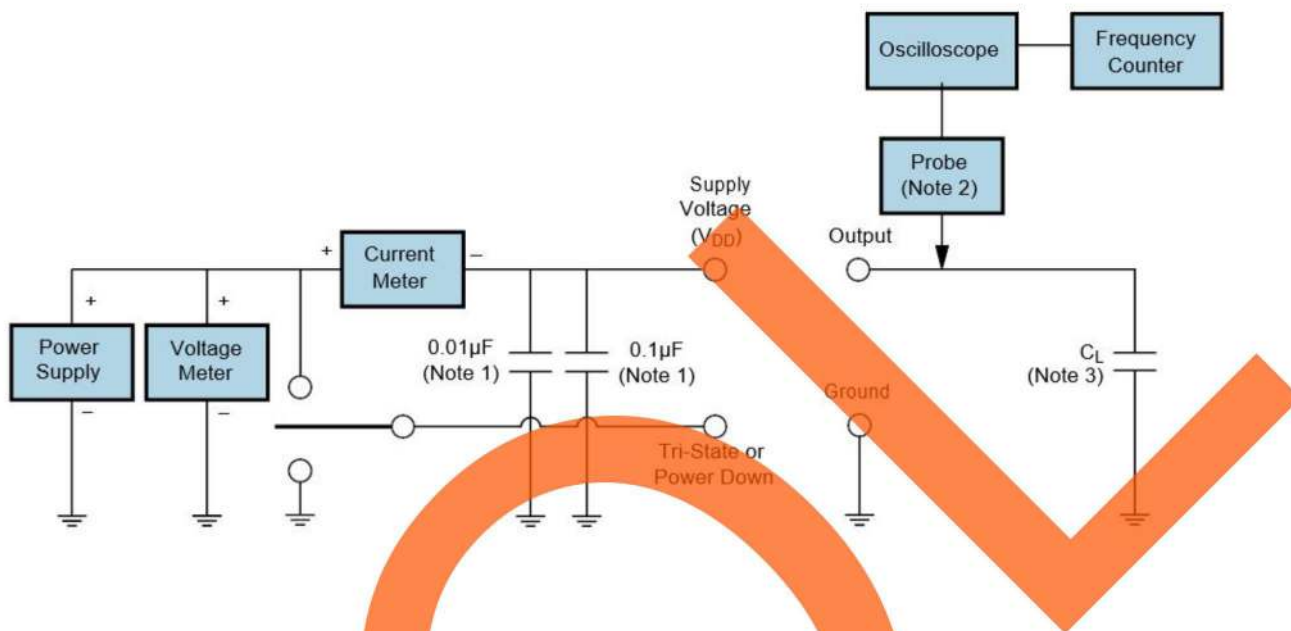 Oscilloscope
Frequency
Counter
Probe
(Note 2)
Supply
Voltage
(VDD)
Output
+
Current
Meter
–
+
+
Power
Supply
Voltage
Meter
–
–
0.01µF
(Note 1)
0.1µF
(Note 1)
CL
(Note 3)
Ground
Tri-State or
Power Down